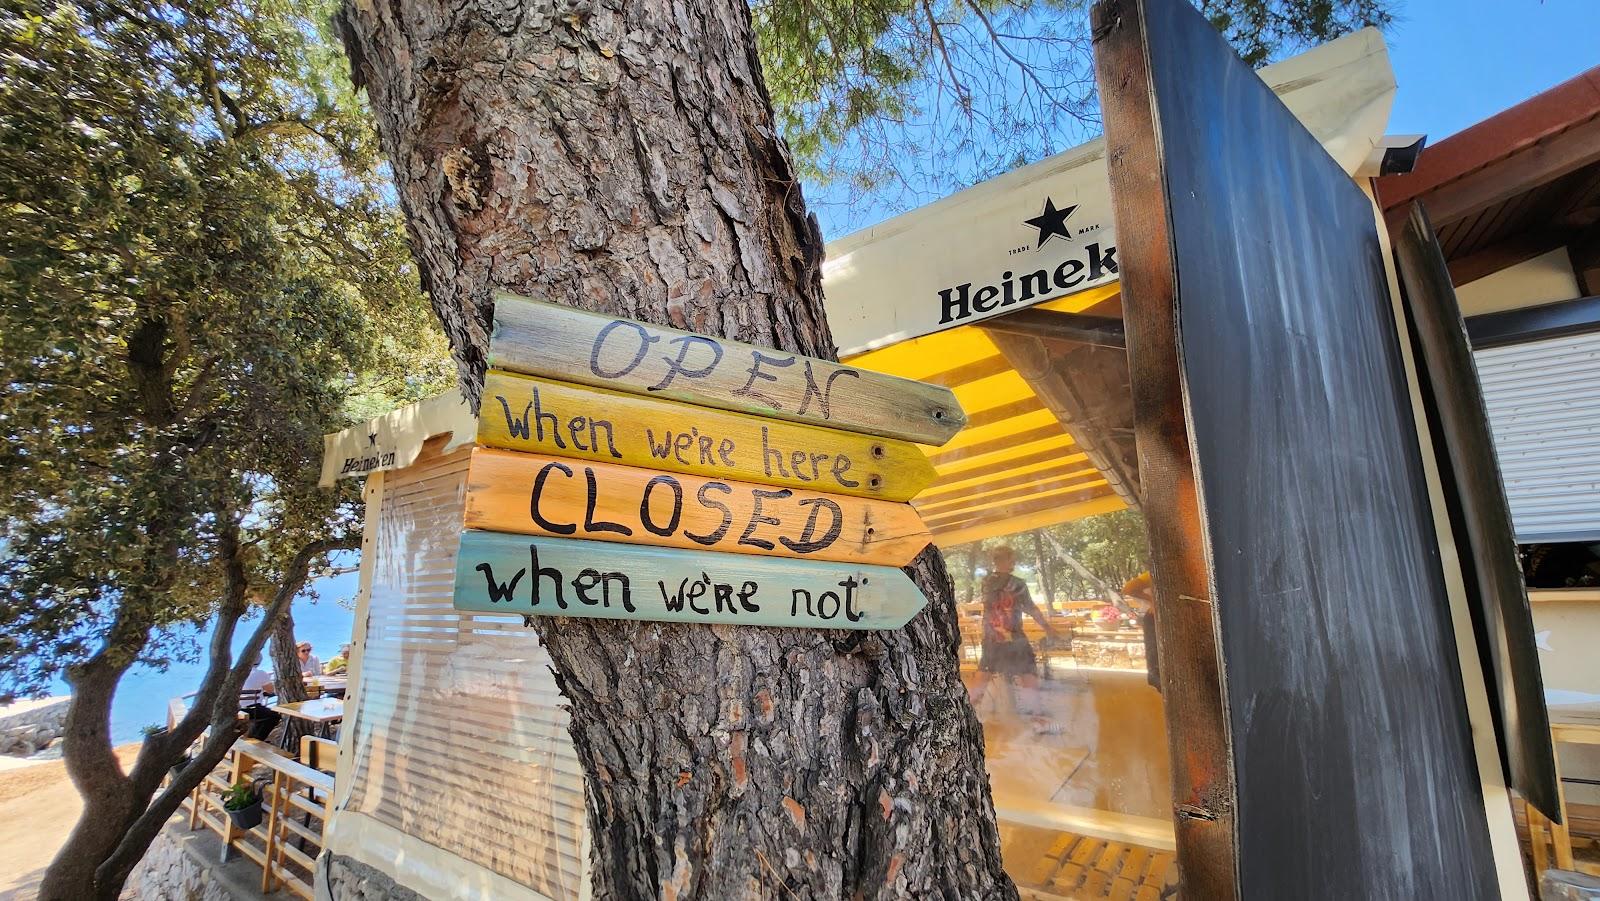 OPEN
when we're here
CLOSED
when we're not
TRADE MARK
Heinek
Heineken